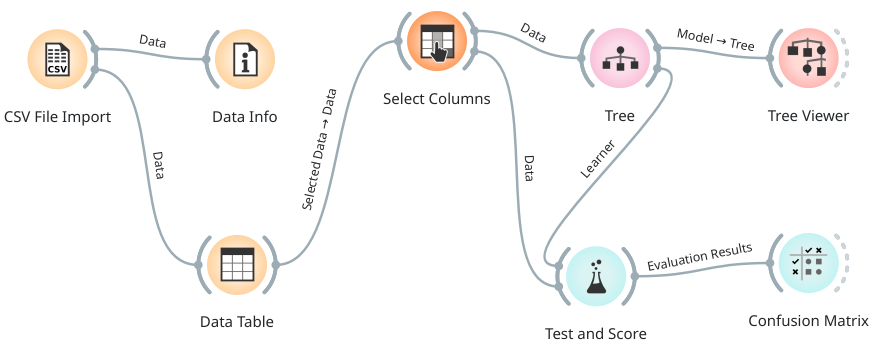 Data
Data
Model → Tree
CSV
CSV File Import
Data Info
Select Columns
Tree
Tree Viewer
Data
Selected Data → Data
Data
Learner
Evaluation Results
Data Table
Test and Score
Confusion Matrix